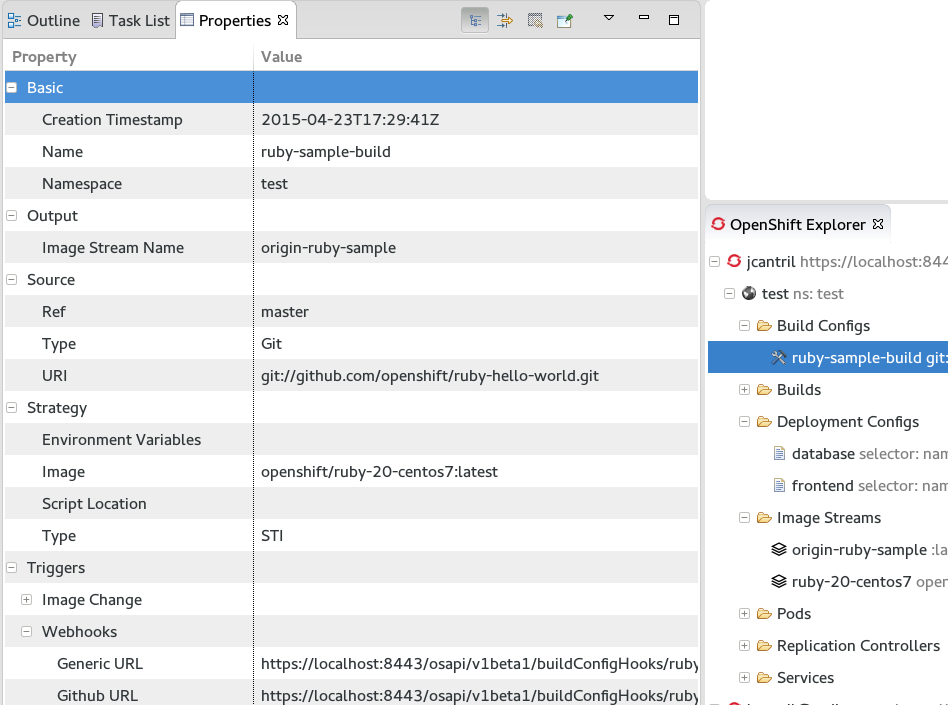 Outline Task List Properties
Property Value
Basic
Creation Timestamp 2015-04-23T17:29:41Z
Name ruby-sample-build
Namespace test
Output
Image Stream Name origin-ruby-sample
Source
Ref master
Type Git
URI git://github.com/openshift/ruby-hello-world.git
Strategy
Environment Variables
Image openshift/ruby-20-centos7:latest
Script Location
Type STI
Triggers
Image Change
Webhooks
Generic URL https://localhost:8443/osapi/v1beta1/buildConfigHooks/ruby
Github URL https://localhost:8443/osapi/v1beta1/buildConfigHooks/ruby
OpenShift Explorer
jcantril https://localhost:844
test ns: test
Build Configs
ruby-sample-build git:
Builds
Deployment Configs
database selector: nam
frontend selector: nam
Image Streams
origin-ruby-sample :la
ruby-20-centos7 open
Pods
Replication Controllers
Services